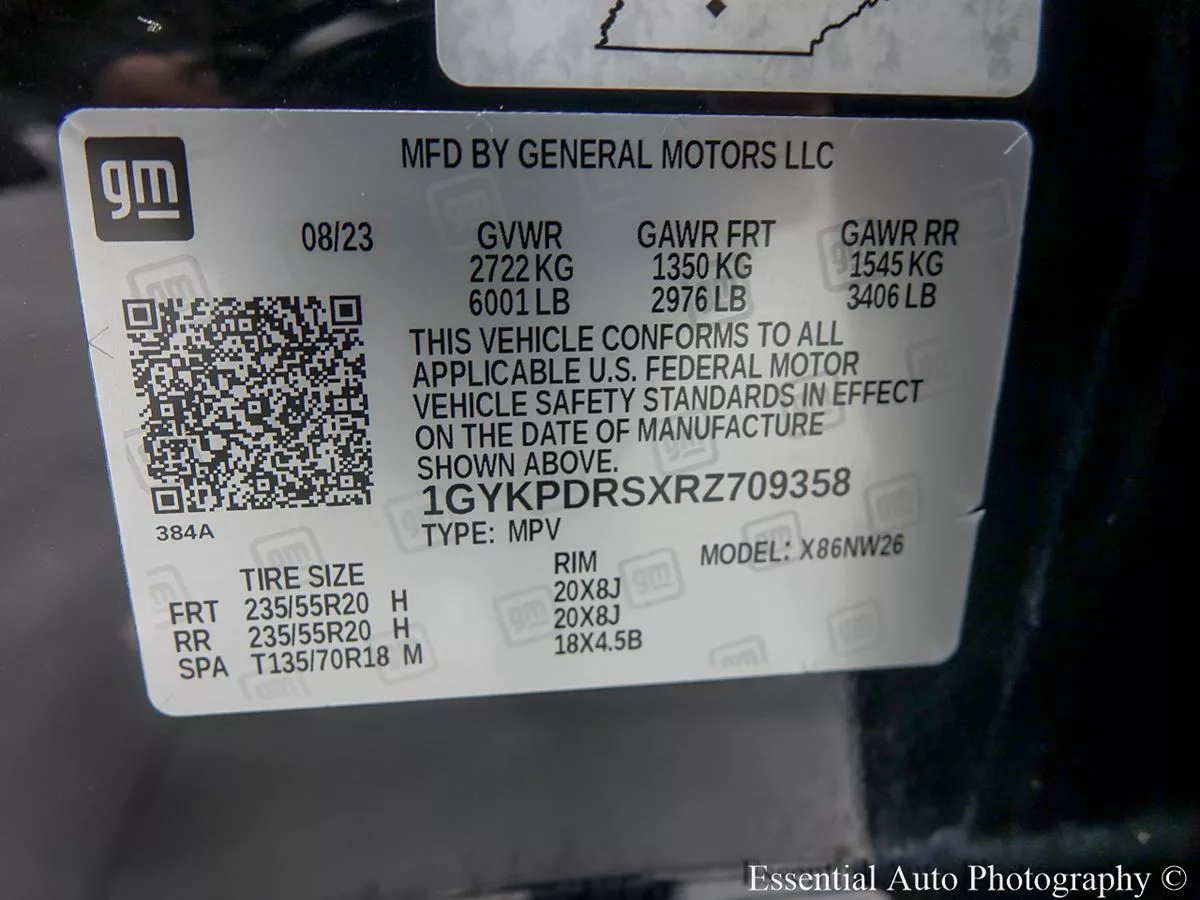 gm
MFD BY GENERAL MOTORS LLC
08/23 GVWR GAWR FRT GAWR RR
2722 KG 1350 KG 1545 KG
6001 LB 2976 LB 3406 LB
THIS VEHICLE CONFORMS TO ALL
APPLICABLE U.S. FEDERAL MOTOR
VEHICLE SAFETY STANDARDS IN EFFECT
ON THE DATE OF MANUFACTURE
SHOWN ABOVE.
1GYKPDRSXRZ709358
384A
TYPE: MPV
MODEL: X86NW26
TIRE SIZE RIM
FRT 235/55R20 H 20X8J
RR 235/55R20 H 20X8J
SPA T135/70R18 M 18X4.5B
Essential Auto Photography ©